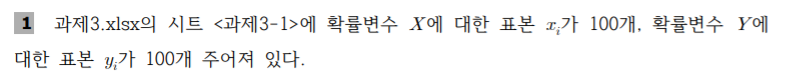 1 과제3.xlsx의 시트 <과제3-1>에 확률변수 X에 대한 표본 xᵢ가 100개, 확률변수 Y에
대한 표본 yᵢ가 100개 주어져 있다.